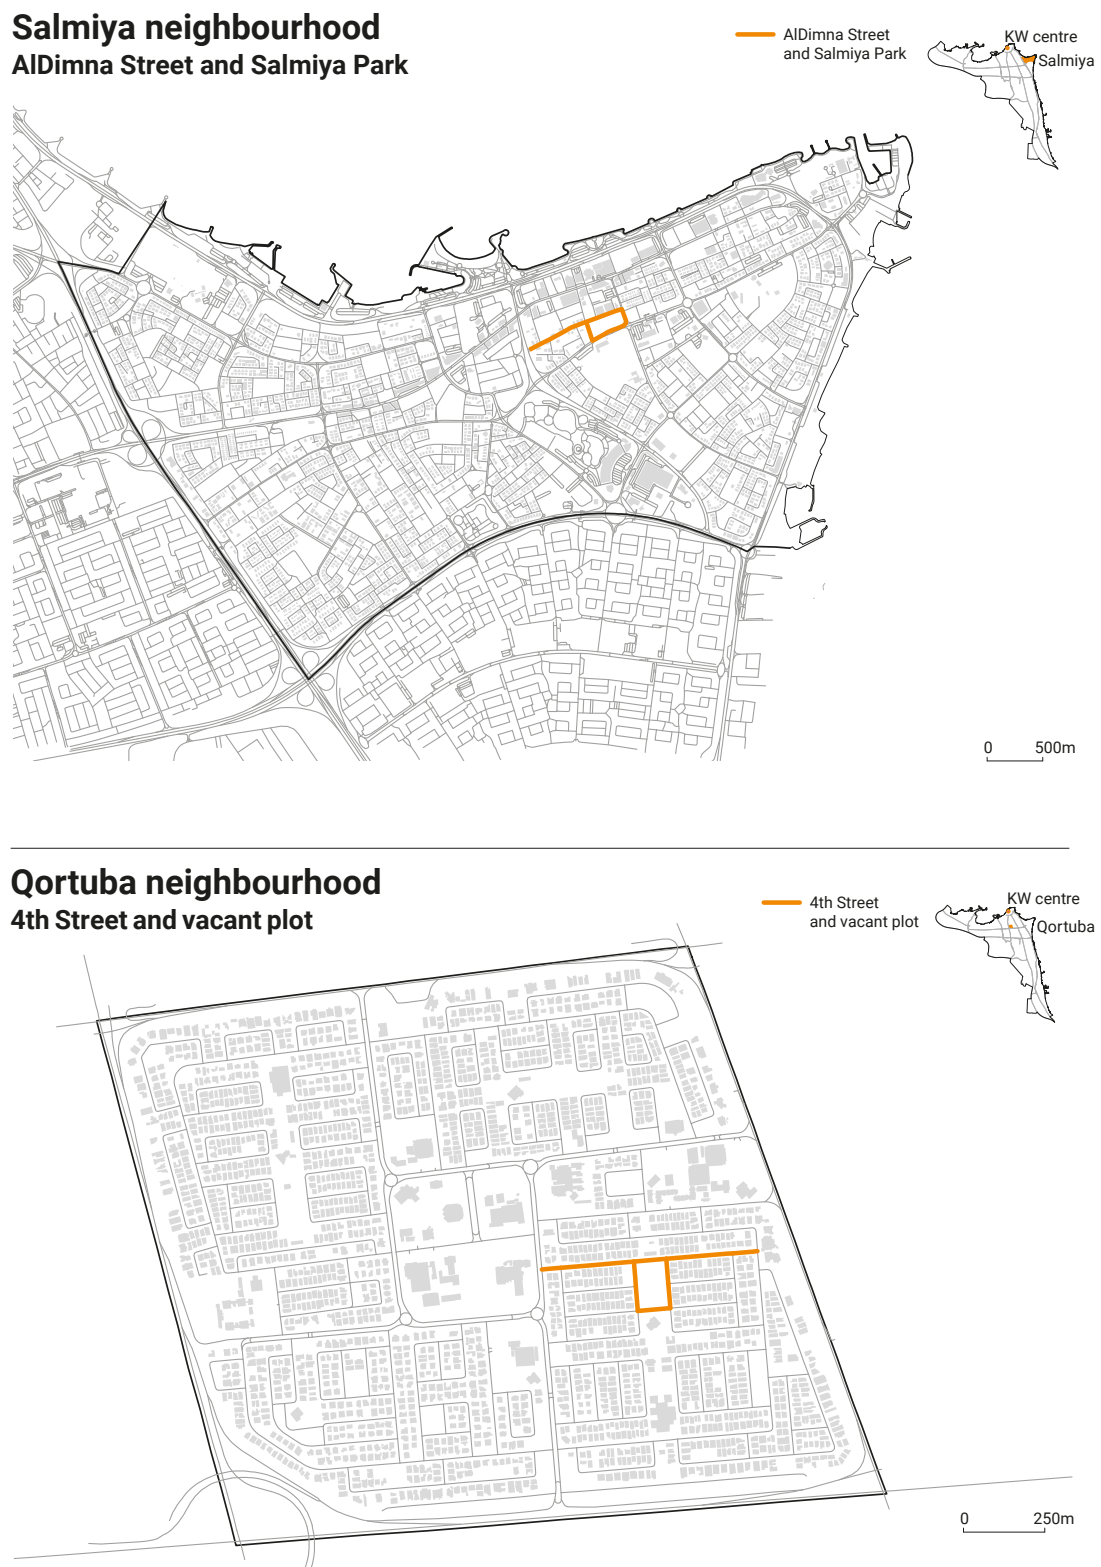 Salmiya neighbourhood
AlDimna Street and Salmiya Park
AlDimna Street
and Salmiya Park
KW centre
Salmiya
0 500m
Qortuba neighbourhood
4th Street and vacant plot
4th Street
and vacant plot
KW centre
Qortuba
0 250m